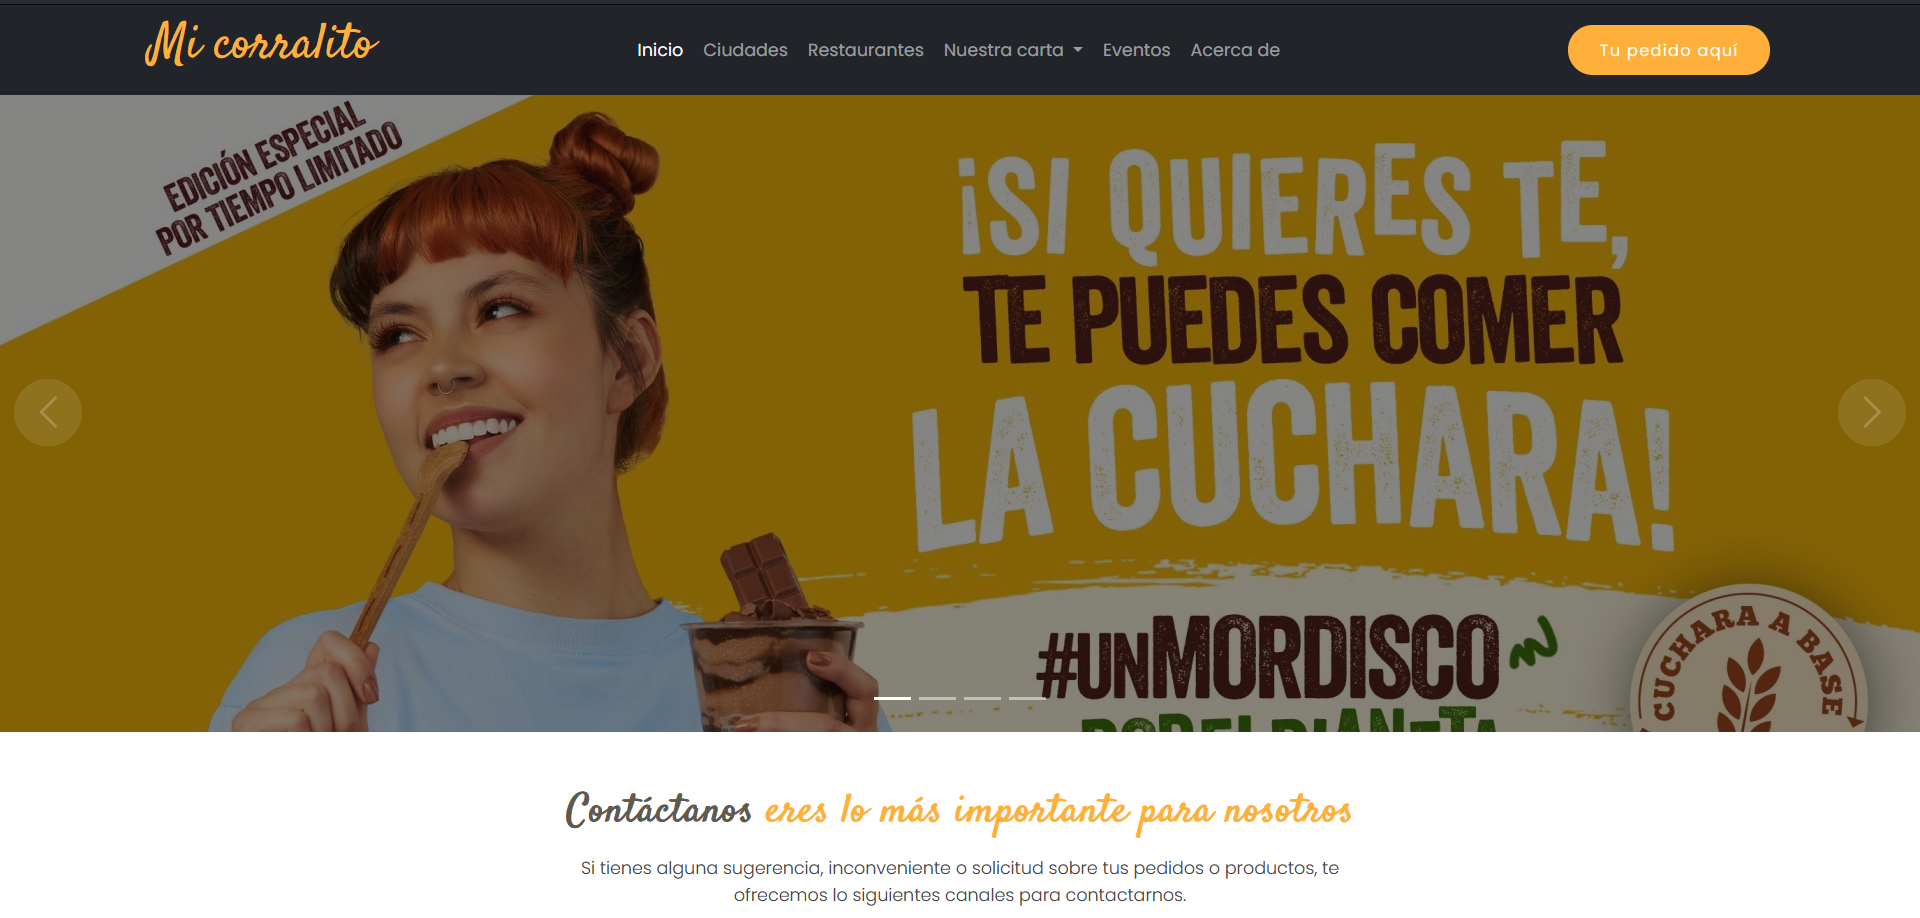 Mi corralito
Inicio Ciudades Restaurantes Nuestra carta Eventos Acerca de
Tu pedido aquí
EDICIÓN ESPECIAL
POR TIEMPO LIMITADO
¡SI QUIERES TE,
TE PUEDES COMER
LA CUCHARA!
#UNMORDISCO
PORELPLANETA
CUCHARA A BASE
Contáctanos eres lo más importante para nosotros
Si tienes alguna sugerencia, inconveniente o solicitud sobre tus pedidos o productos, te
ofrecemos lo siguientes canales para contactarnos.